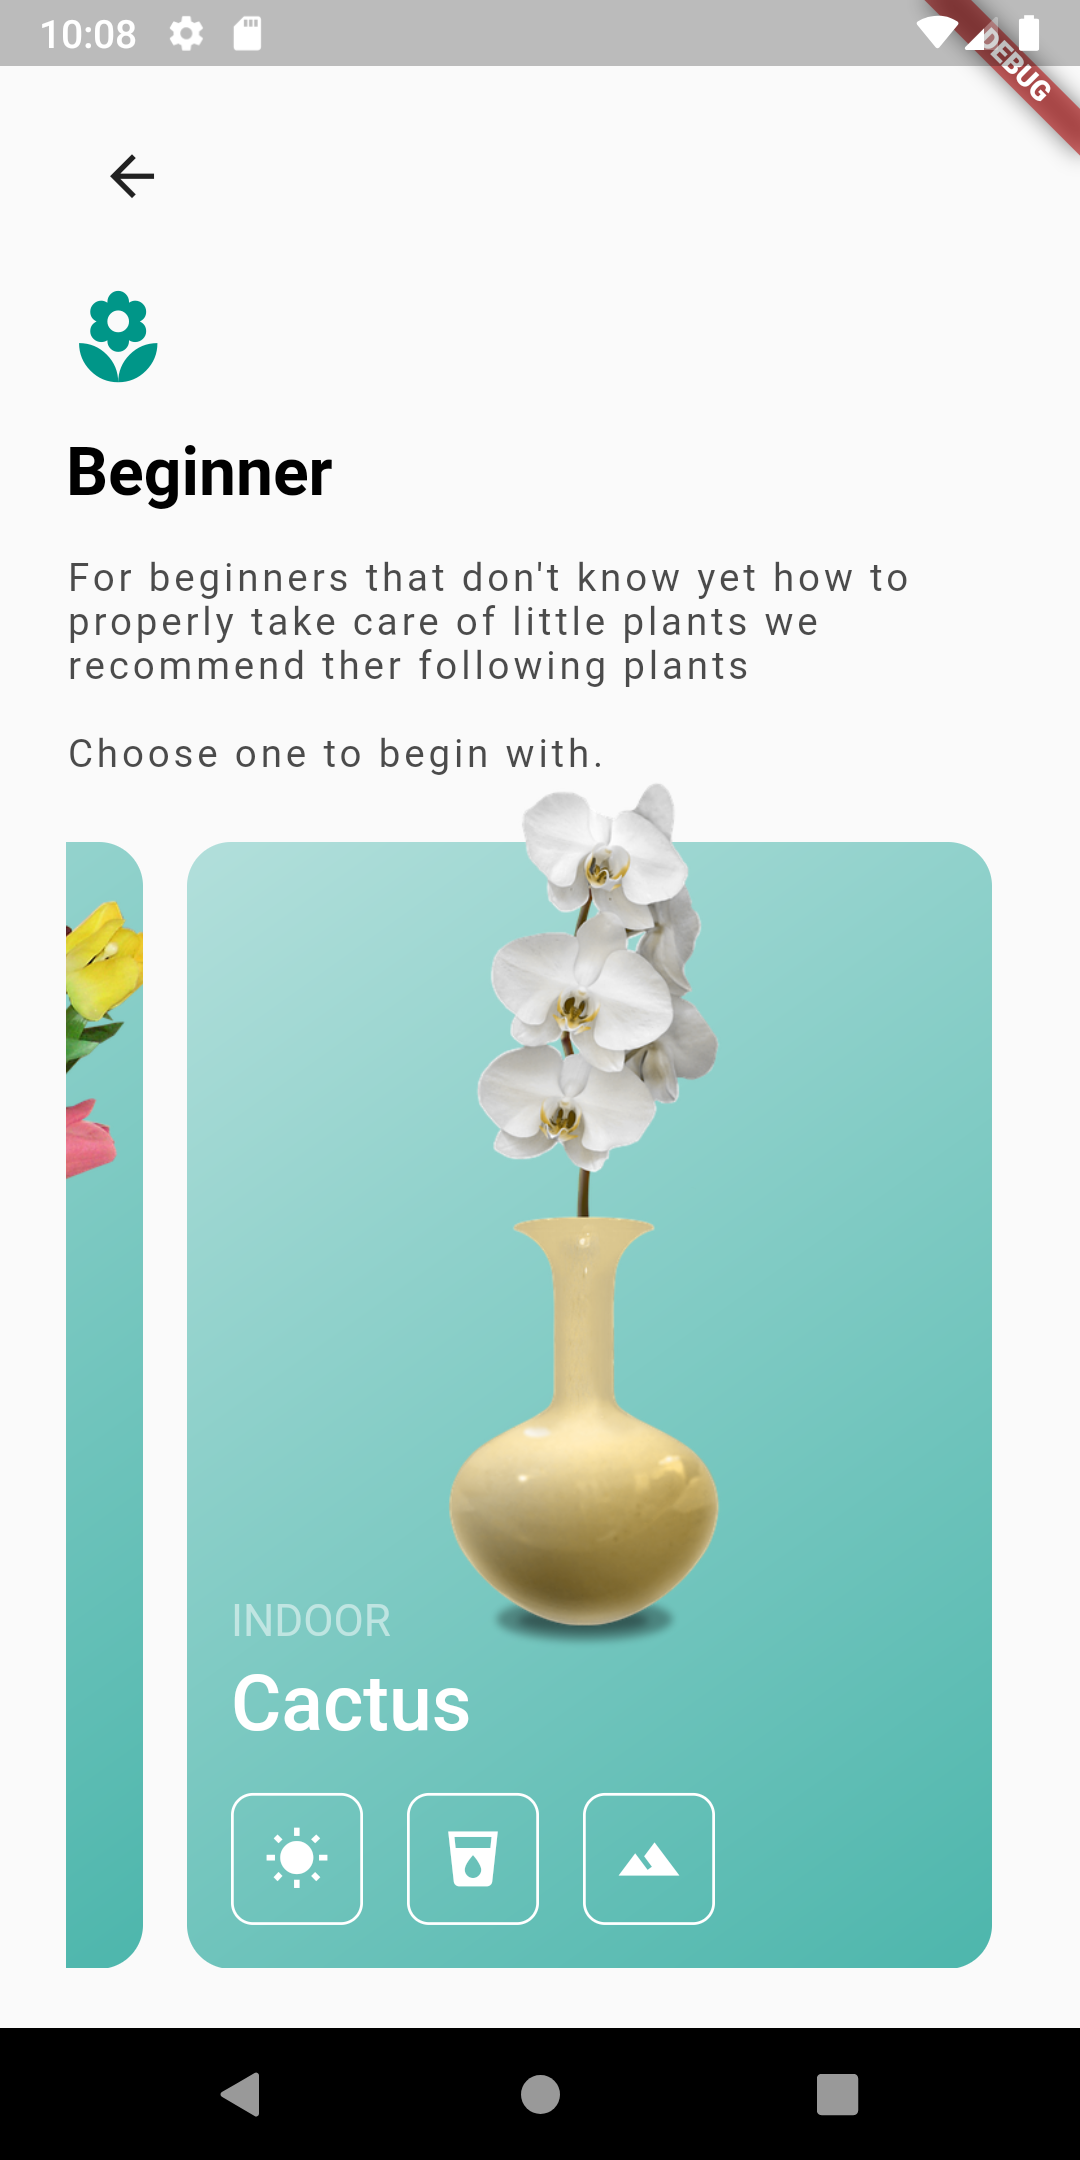 10:08
DEBUG
Beginner
For beginners that don't know yet how to
properly take care of little plants we
recommend ther following plants
Choose one to begin with.
INDOOR
Cactus